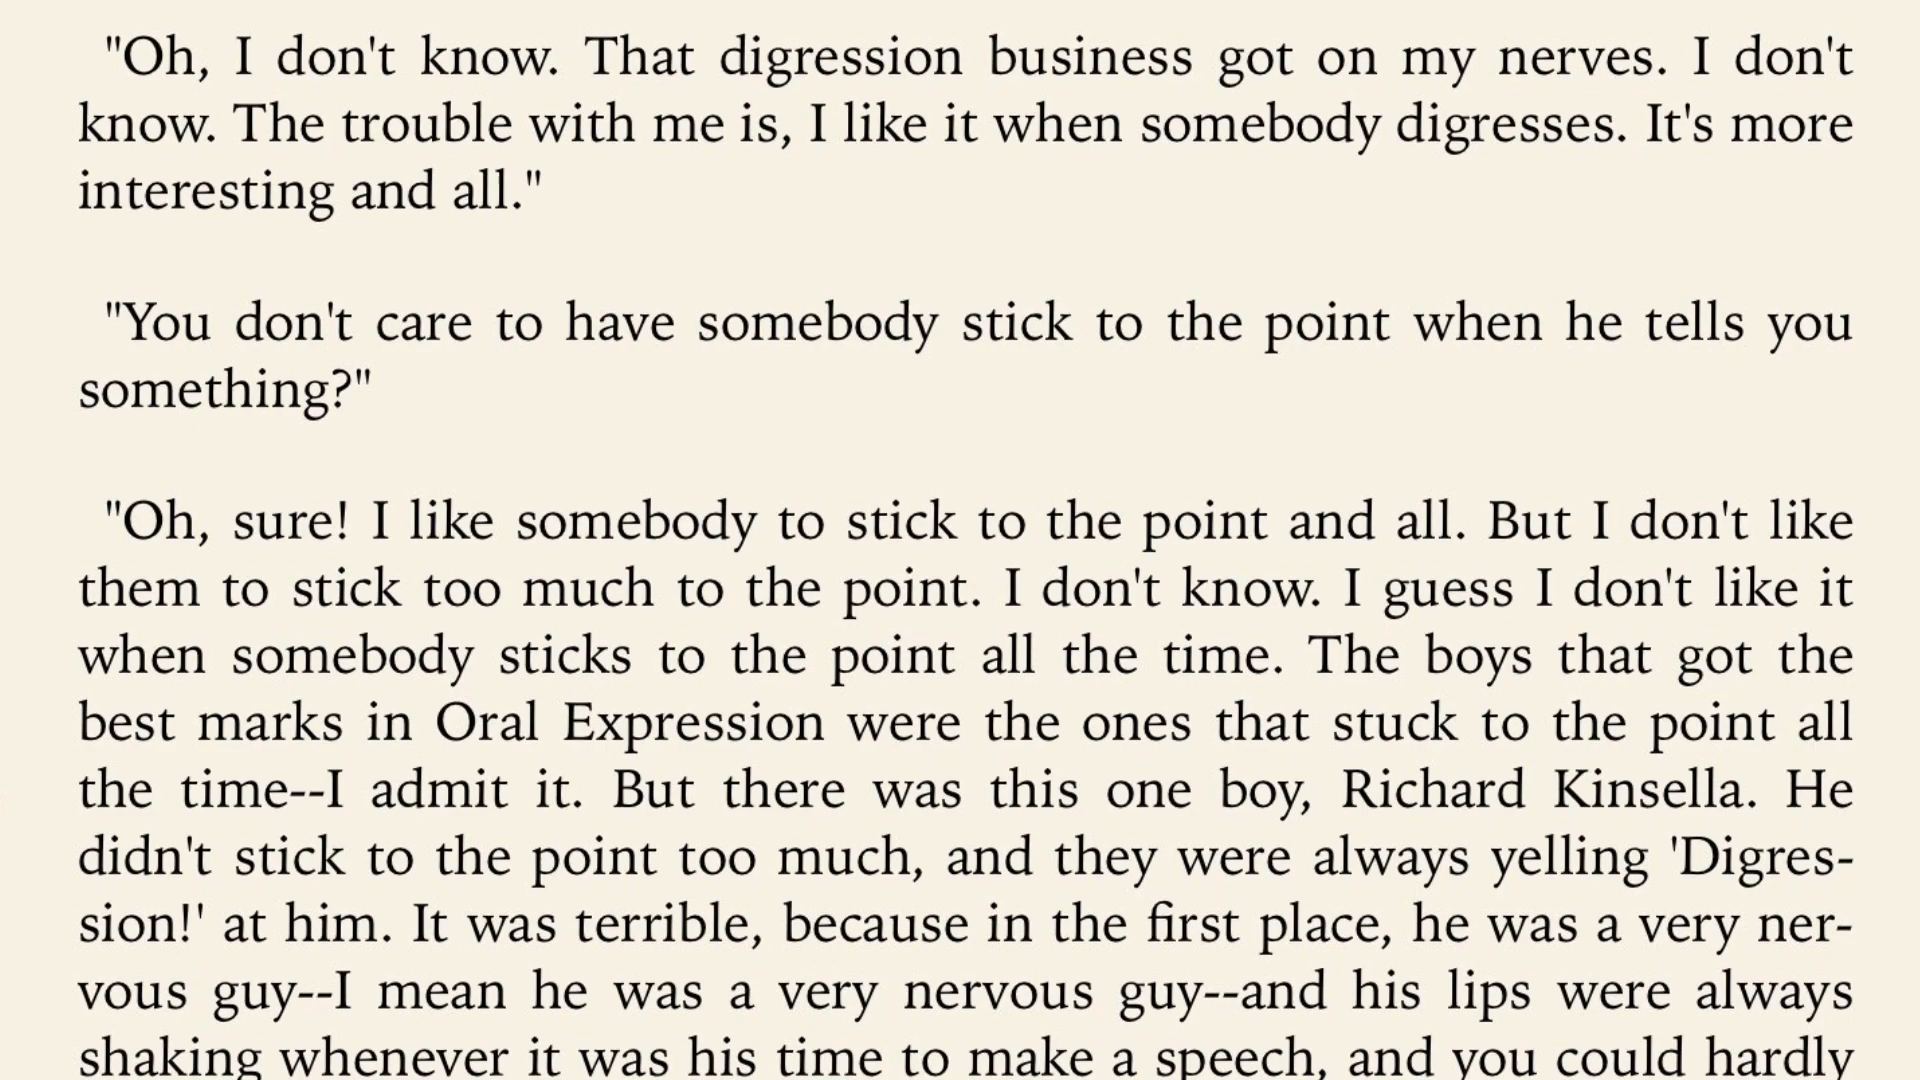 "Oh, I don't know. That digression business got on my nerves. I don't
know. The trouble with me is, I like it when somebody digresses. It's more
interesting and all."
"You don't care to have somebody stick to the point when he tells you
something?"
"Oh, sure! I like somebody to stick to the point and all. But I don't like
them to stick too much to the point. I don't know. I guess I don't like it
when somebody sticks to the point all the time. The boys that got the
best marks in Oral Expression were the ones that stuck to the point all
the time--I admit it. But there was this one boy, Richard Kinsella. He
didn't stick to the point too much, and they were always yelling 'Digres-
sion!' at him. It was terrible, because in the first place, he was a very ner-
vous guy--I mean he was a very nervous guy--and his lips were always
shaking whenever it was his time to make a speech, and you could hardly